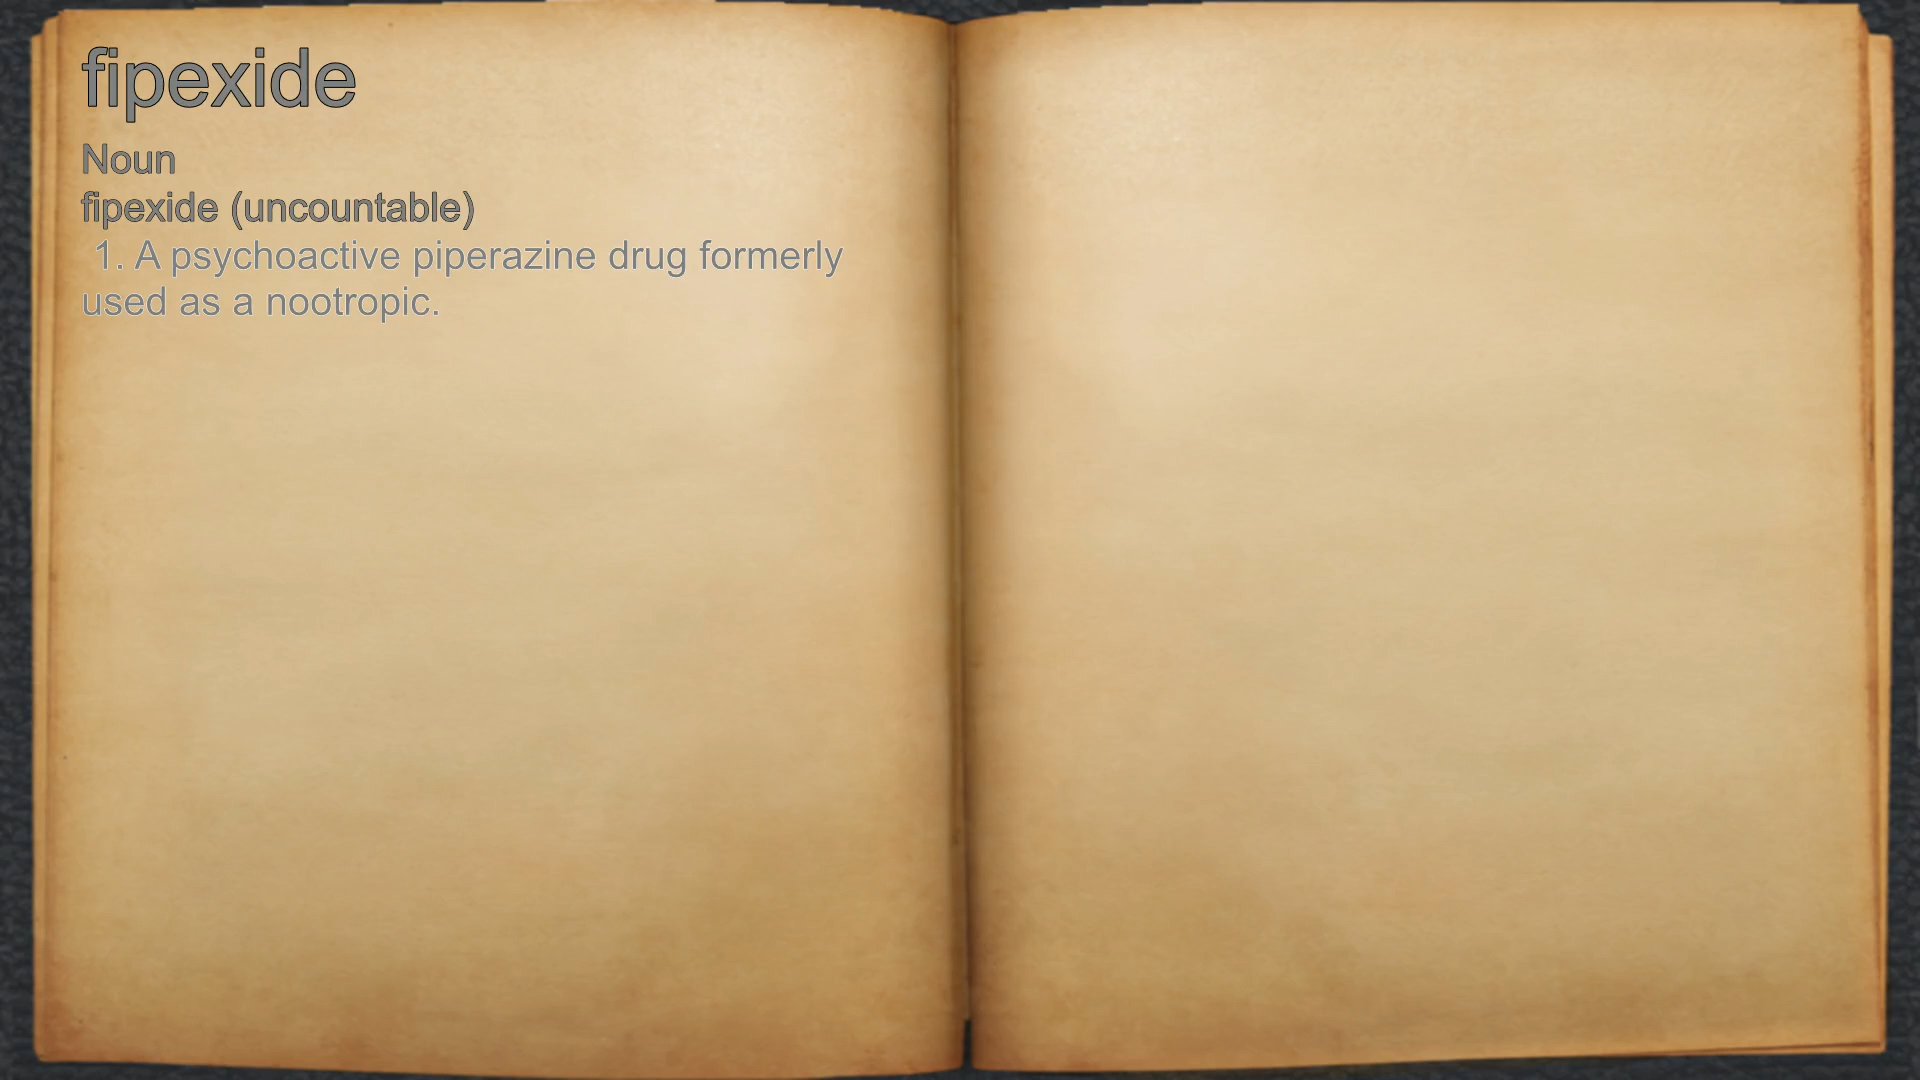 fipexide
Noun
fipexide (uncountable)
1. A psychoactive piperazine drug formerly
used as a nootropic.